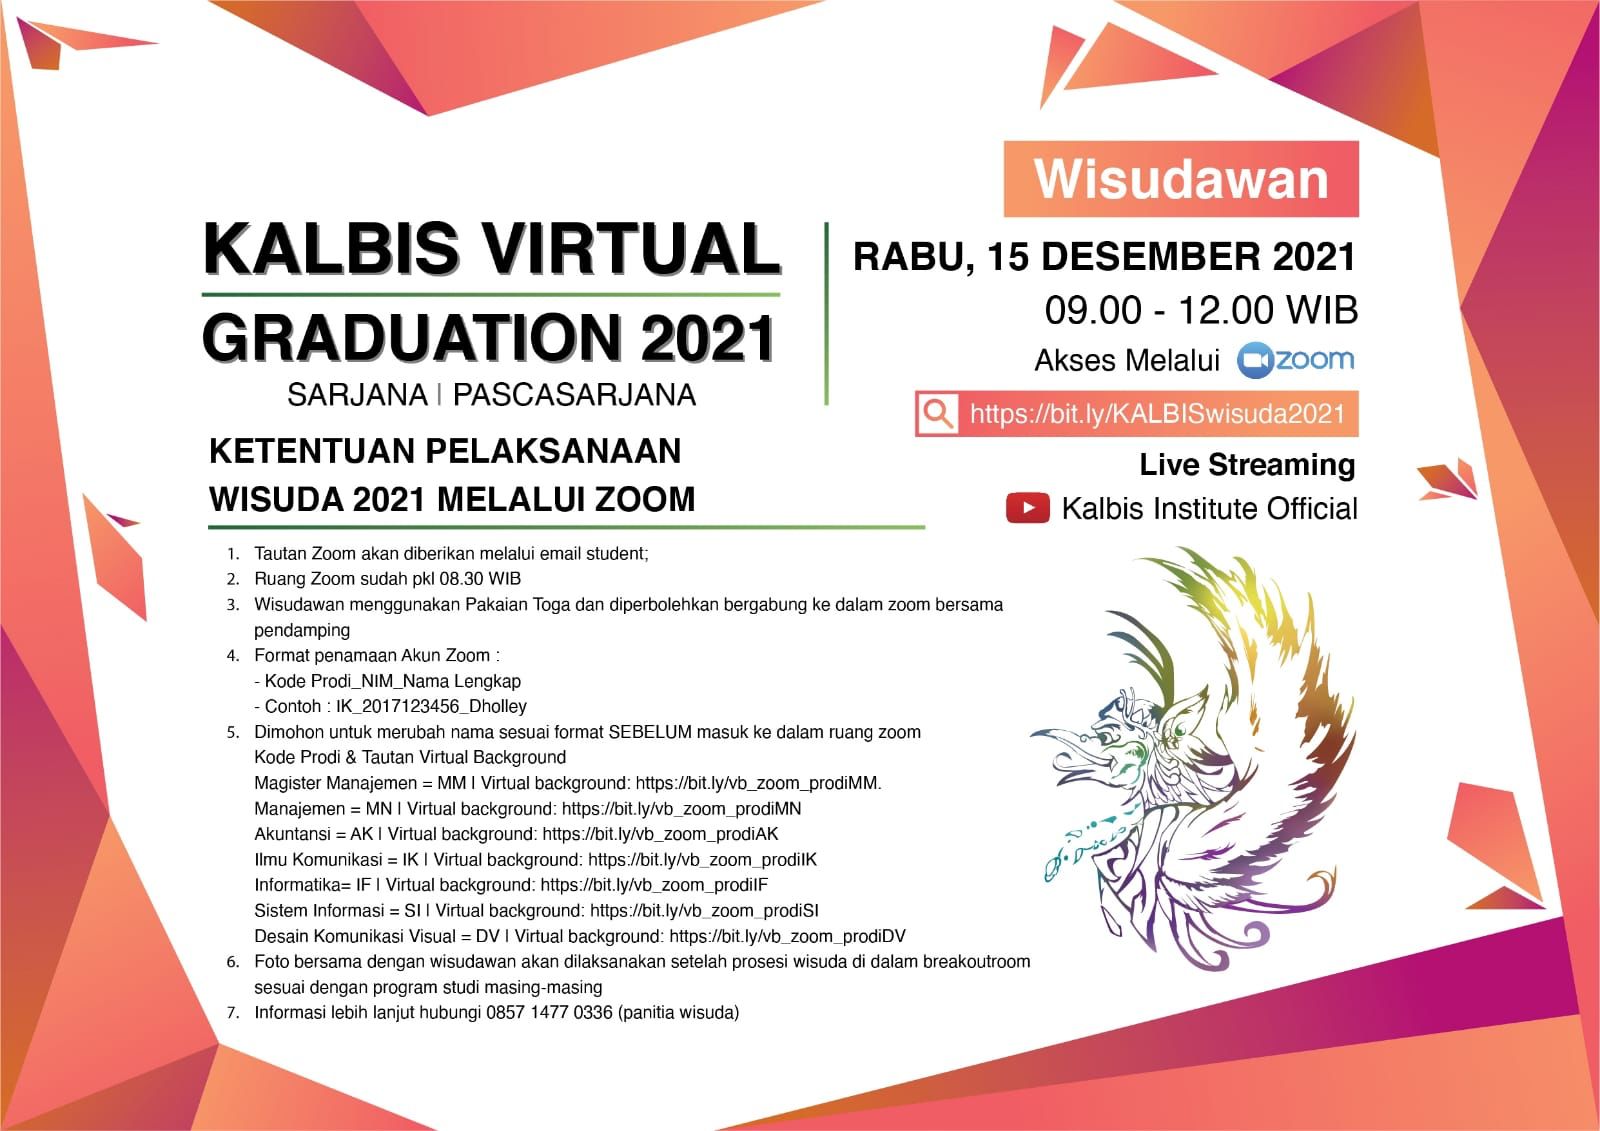 KALBIS VIRTUAL
GRADUATION 2021
SARJANA | PASCASARJANA
Wisudawan
RABU, 15 DESEMBER 2021
09.00 - 12.00 WIB
Akses Melalui zoom
https://bit.ly/KALBISwisuda2021
Live Streaming
Kalbis Institute Official
KETENTUAN PELAKSANAAN
WISUDA 2021 MELALUI ZOOM
1. Tautan Zoom akan diberikan melalui email student;
2. Ruang Zoom sudah pkl 08.30 WIB
3. Wisudawan menggunakan Pakaian Toga dan diperbolehkan bergabung ke dalam zoom bersama
pendamping
4. Format penamaan Akun Zoom :
- Kode Prodi_NIM_Nama Lengkap
- Contoh : IK_2017123456_Dholley
5. Dimohon untuk merubah nama sesuai format SEBELUM masuk ke dalam ruang zoom
Kode Prodi & Tautan Virtual Background
Magister Manajemen = MM | Virtual background: https://bit.ly/vb_zoom_prodiMM.
Manajemen = MN | Virtual background: https://bit.ly/vb_zoom_prodiMN
Akuntansi = AK | Virtual background: https://bit.ly/vb_zoom_prodiAK
Ilmu Komunikasi = IK | Virtual background: https://bit.ly/vb_zoom_prodiIK
Informatika= IF | Virtual background: https://bit.ly/vb_zoom_prodiIF
Sistem Informasi = SI | Virtual background: https://bit.ly/vb_zoom_prodiSI
Desain Komunikasi Visual = DV | Virtual background: https://bit.ly/vb_zoom_prodiDV
6. Foto bersama dengan wisudawan akan dilaksanakan setelah prosesi wisuda di dalam breakoutroom
sesuai dengan program studi masing-masing
7. Informasi lebih lanjut hubungi 0857 1477 0336 (panitia wisuda)